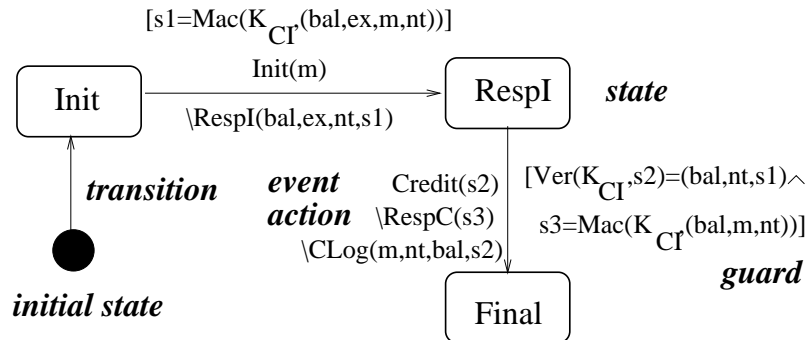 [s1=Mac(K_CI,(bal,ex,m,nt))]
Init(m)
Init
RespI
state
\RespI(bal,ex,nt,s1)
transition
event
Credit(s2)
[Ver(K_CI,s2)=(bal,nt,s1)∧
action
\RespC(s3)
s3=Mac(K_CI,(bal,m,nt))]
\CLog(m,nt,bal,s2)
guard
initial state
Final